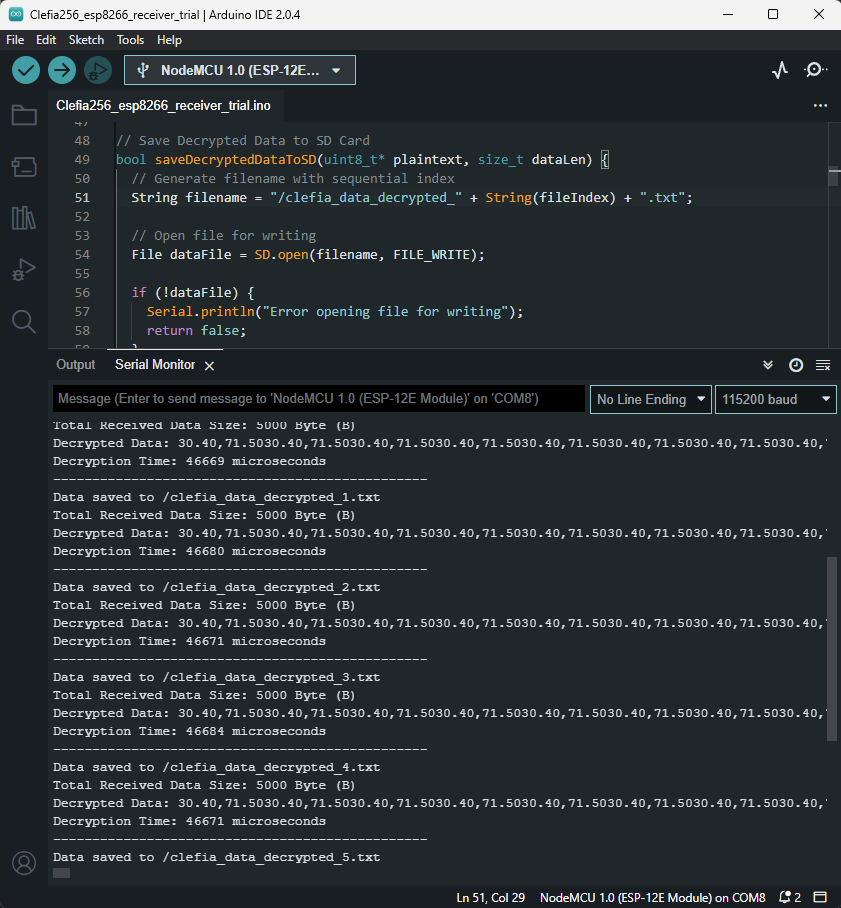 Clefia256_esp8266_receiver_trial | Arduino IDE 2.0.4
File Edit Sketch Tools Help
NodeMCU 1.0 (ESP-12E...
Clefia256_esp8266_receiver_trial.ino
47
48 // Save Decrypted Data to SD Card
49 bool saveDecryptedDataToSD(uint8_t* plaintext, size_t dataLen) {
50 // Generate filename with sequential index
51 String filename = "/clefia_data_decrypted_" + String(fileIndex) + ".txt";
52
53 // Open file for writing
54 File dataFile = SD.open(filename, FILE_WRITE);
55
56 if (!dataFile) {
57 Serial.println("Error opening file for writing");
58 return false;
59 }
Output Serial Monitor
Message (Enter to send message to 'NodeMCU 1.0 (ESP-12E Module)' on 'COM8') No Line Ending 115200 baud
Total Received Data Size: 5000 Byte (B)
Decrypted Data: 30.40,71.5030.40,71.5030.40,71.5030.40,71.5030.40,71.5030.40,71.5030.40,
Decryption Time: 46669 microseconds
------------------------------------------------
Data saved to /clefia_data_decrypted_1.txt
Total Received Data Size: 5000 Byte (B)
Decrypted Data: 30.40,71.5030.40,71.5030.40,71.5030.40,71.5030.40,71.5030.40,71.5030.40,
Decryption Time: 46680 microseconds
------------------------------------------------
Data saved to /clefia_data_decrypted_2.txt
Total Received Data Size: 5000 Byte (B)
Decrypted Data: 30.40,71.5030.40,71.5030.40,71.5030.40,71.5030.40,71.5030.40,71.5030.40,
Decryption Time: 46671 microseconds
------------------------------------------------
Data saved to /clefia_data_decrypted_3.txt
Total Received Data Size: 5000 Byte (B)
Decrypted Data: 30.40,71.5030.40,71.5030.40,71.5030.40,71.5030.40,71.5030.40,71.5030.40,
Decryption Time: 46684 microseconds
------------------------------------------------
Data saved to /clefia_data_decrypted_4.txt
Total Received Data Size: 5000 Byte (B)
Decrypted Data: 30.40,71.5030.40,71.5030.40,71.5030.40,71.5030.40,71.5030.40,71.5030.40,
Decryption Time: 46671 microseconds
------------------------------------------------
Data saved to /clefia_data_decrypted_5.txt
Ln 51, Col 29 NodeMCU 1.0 (ESP-12E Module) on COM8 2